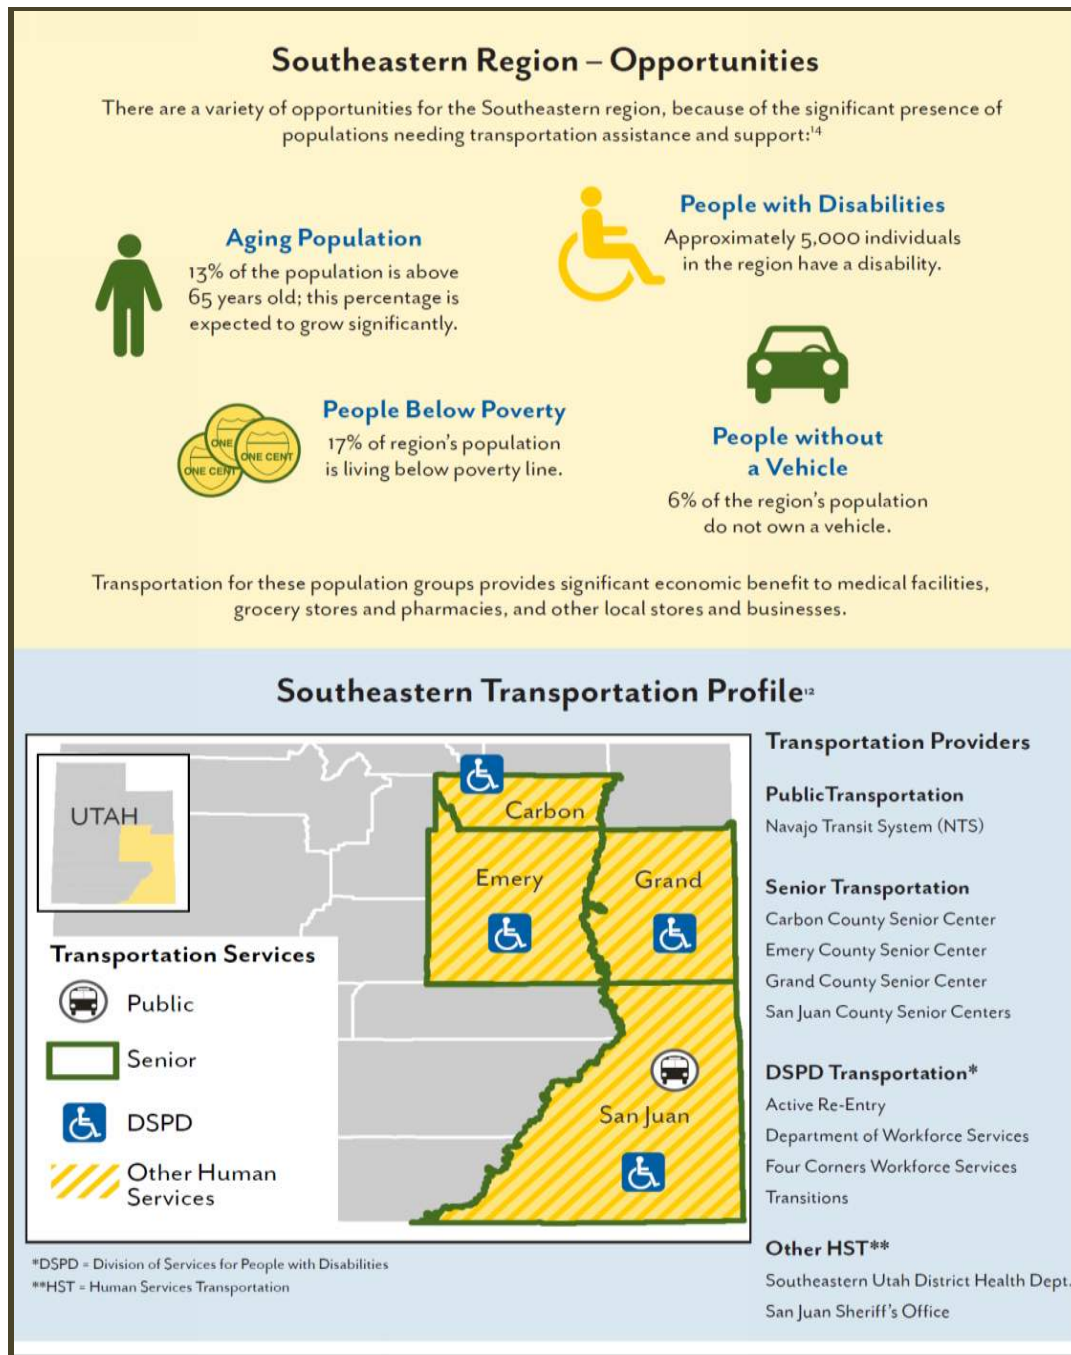 Southeastern Region – Opportunities
There are a variety of opportunities for the Southeastern region, because of the significant presence of
populations needing transportation assistance and support:14
Aging Population
13% of the population is above
65 years old; this percentage is
expected to grow significantly.
People with Disabilities
Approximately 5,000 individuals
in the region have a disability.
ONE
ONE CENT
ONE CENT
People Below Poverty
17% of region's population
is living below poverty line.
People without
a Vehicle
6% of the region's population
do not own a vehicle.
Transportation for these population groups provides significant economic benefit to medical facilities,
grocery stores and pharmacies, and other local stores and businesses.
Southeastern Transportation Profile12
UTAH
Carbon
Emery
Grand
San Juan
Transportation Services
Public
Senior
DSPD
Other Human
Services
*DSPD = Division of Services for People with Disabilities
**HST = Human Services Transportation
Transportation Providers
PublicTransportation
Navajo Transit System (NTS)
Senior Transportation
Carbon County Senior Center
Emery County Senior Center
Grand County Senior Center
San Juan County Senior Centers
DSPD Transportation*
Active Re-Entry
Department of Workforce Services
Four Corners Workforce Services
Transitions
Other HST**
Southeastern Utah District Health Dept.
San Juan Sheriff's Office